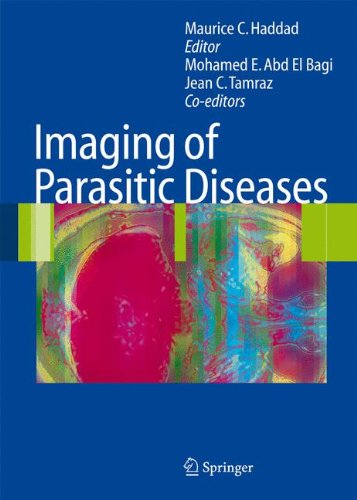 Maurice C. Haddad
Editor
Mohamed E. Abd El Bagi
Jean C. Tamraz
Co-editors
Imaging of
Parasitic Diseases
Springer